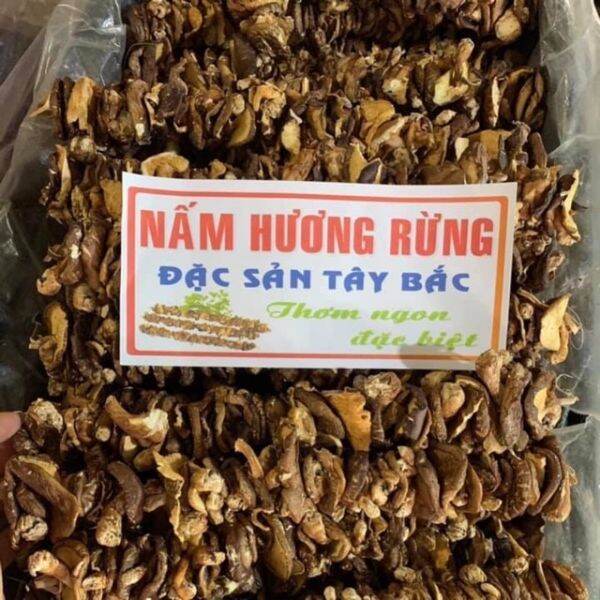 NẤM HƯƠNG RỪNG
ĐẶC SẢN TÂY BẮC
Thơm ngon
đặc biệt